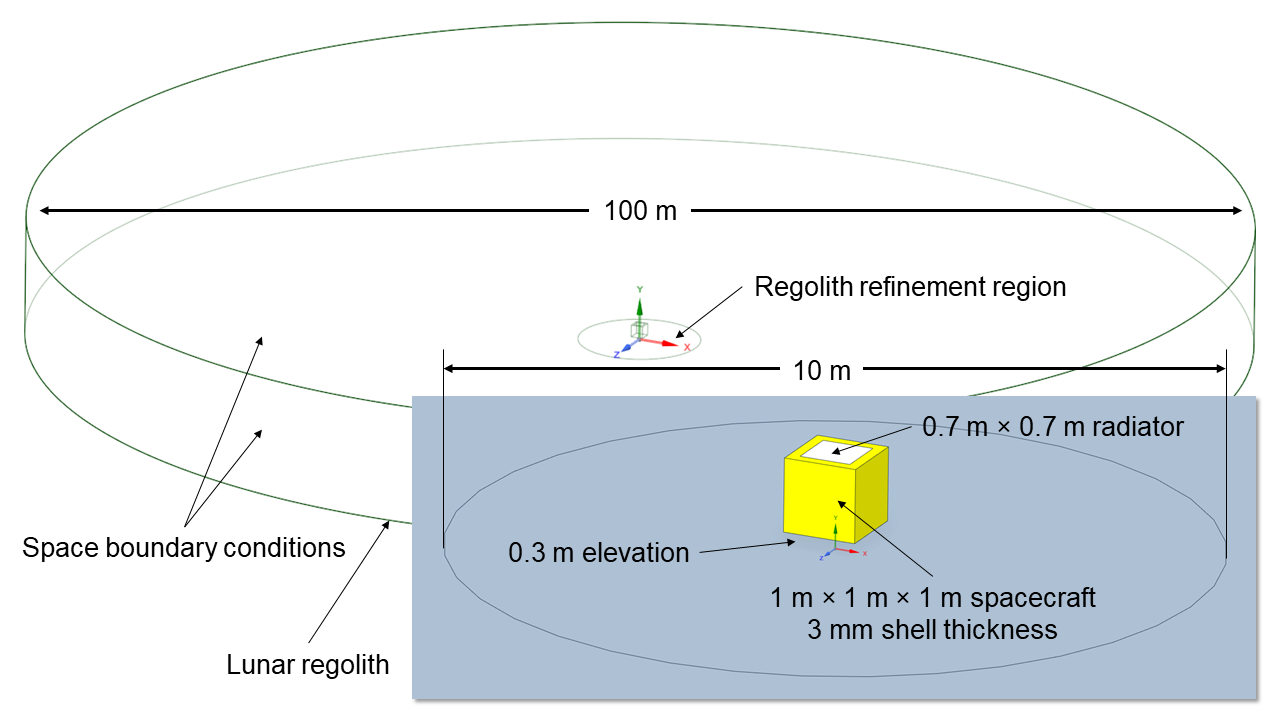 100 m
Regolith refinement region
Y
X
Z
10 m
0.7 m × 0.7 m radiator
Space boundary conditions
0.3 m elevation
Y
X
Z
1 m × 1 m × 1 m spacecraft
3 mm shell thickness
Lunar regolith